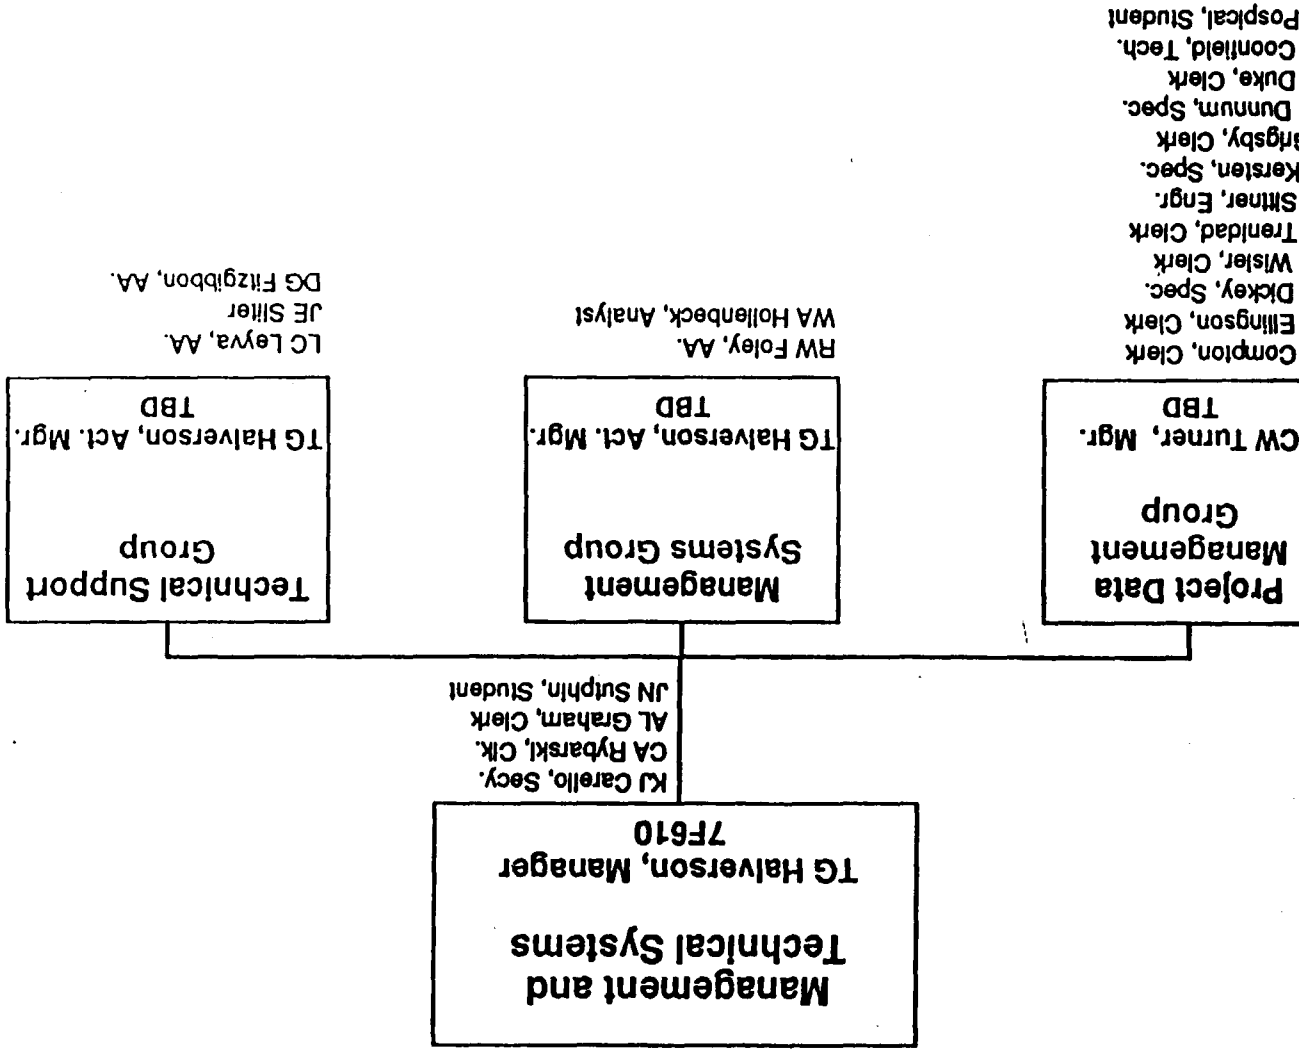 Management and
Technical Systems
TG Halverson, Manager
7F610
KJ Carello, Secy.
CA Rybarski, Clk.
AL Graham, Clerk
JN Sutphin, Student
Project Data
Management
Group
CW Turner, Mgr.
TBD
Compton, Clerk
Ellingson, Clerk
Dickey, Spec.
Wisler, Clerk
Trenidad, Clerk
Sittner, Engr.
Kersten, Spec.
Clerk
Dunnum, Spec.
Duke, Clerk
Coonfield, Tech.
Pospical, Student
Management
Systems Group
TG Halverson, Act. Mgr.
TBD
RW Foley, AA.
WA Hollenbeck, Analyst
Technical Support
Group
TG Halverson, Act. Mgr.
TBD
LC Leyva, AA.
JE Sliter
DG Fitzgibbon, AA.